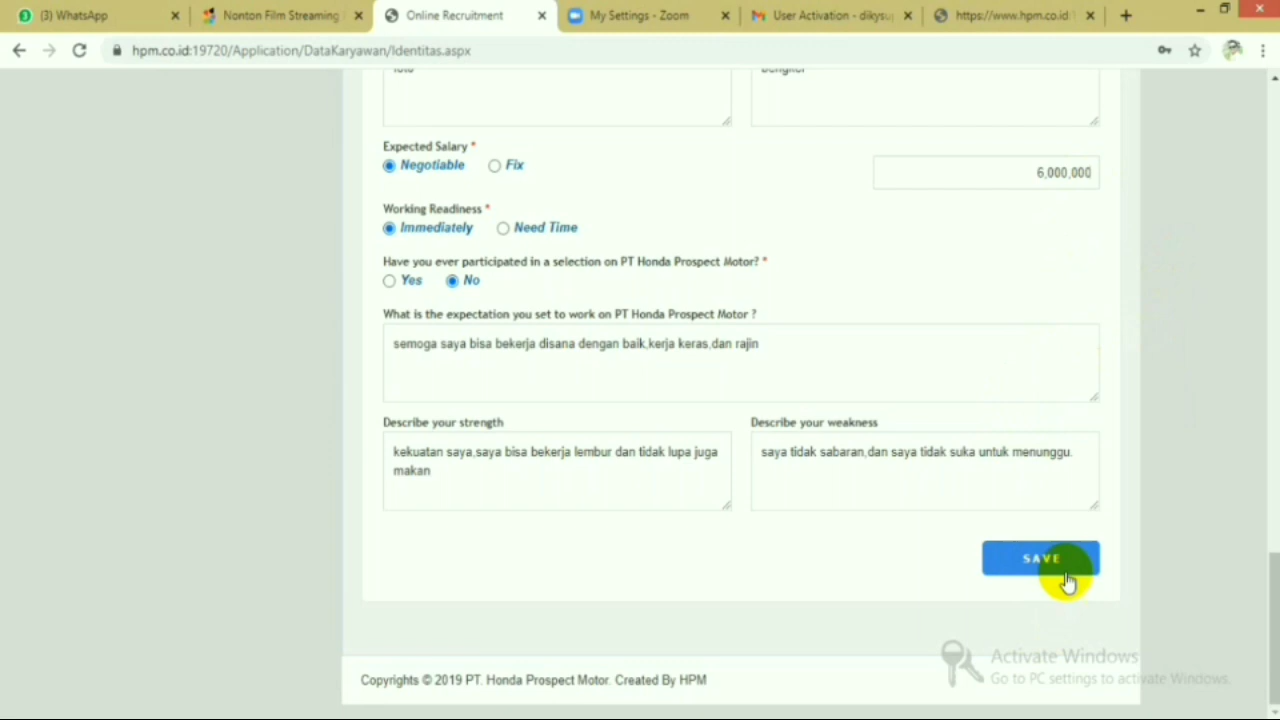 (3) WhatsApp
Nonton Film Streaming
Online Recruitment
My Settings - Zoom
User Activation - dikysu
https://www.hpm.co.id:
hpm.co.id:19720/Application/DataKaryawan/Identitas.aspx
Expected Salary *
Negotiable Fix
6,000,000
Working Readiness *
Immediately Need Time
Have you ever participated in a selection on PT Honda Prospect Motor? *
Yes No
What is the expectation you set to work on PT Honda Prospect Motor ?
semoga saya bisa bekerja disana dengan baik,kerja keras,dan rajin
Describe your strength
kekuatan saya,saya bisa bekerja lembur dan tidak lupa juga
makan
Describe your weakness
saya tidak sabaran,dan saya tidak suka untuk menunggu.
SAVE
Activate Windows
Go to PC settings to activate Windows.
Copyrights © 2019 PT. Honda Prospect Motor. Created By HPM